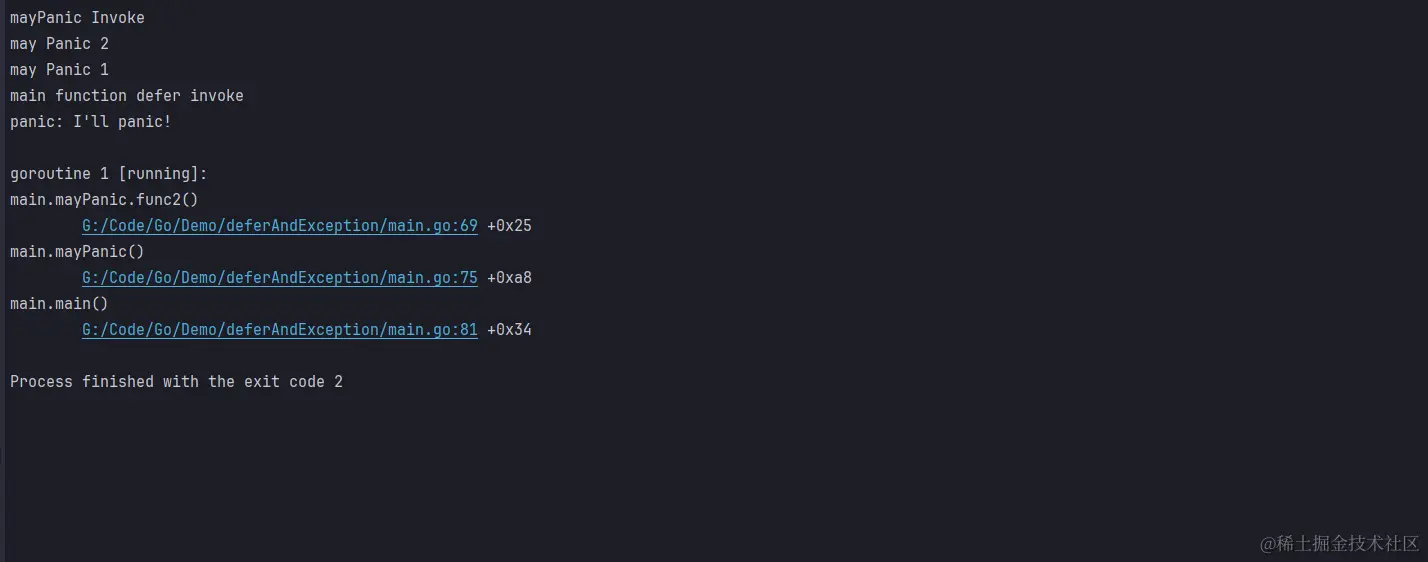 mayPanic Invoke
may Panic 2
may Panic 1
main function defer invoke
panic: I'll panic!
goroutine 1 [running]:
main.mayPanic.func2()
G:/Code/Go/Demo/deferAndException/main.go:69 +0x25
main.mayPanic()
G:/Code/Go/Demo/deferAndException/main.go:75 +0xa8
main.main()
G:/Code/Go/Demo/deferAndException/main.go:81 +0x34
Process finished with the exit code 2
@稀土掘金技术社区